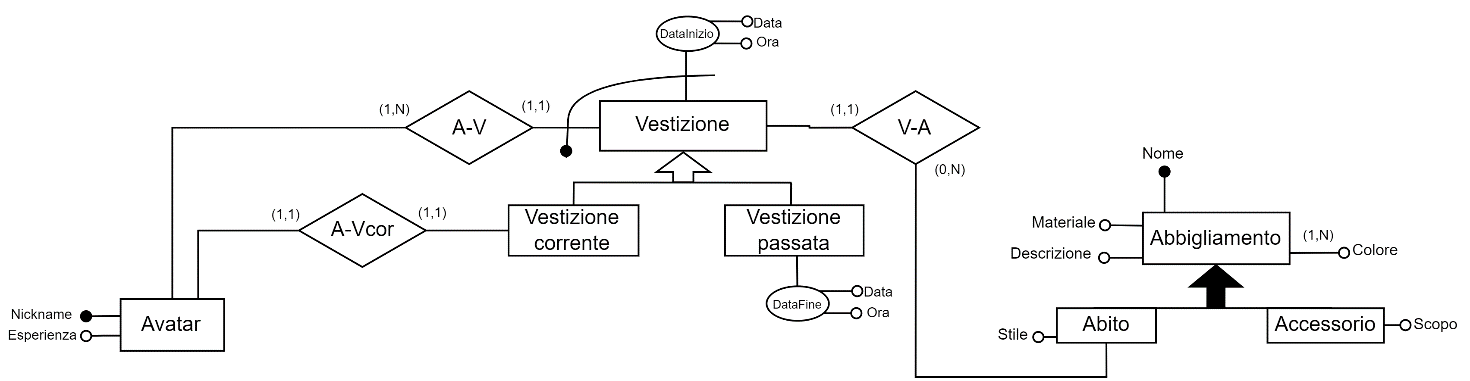 Data
DataInizio
Ora
(1,N)
A-V
(1,1)
Vestizione
(1,1)
V-A
(0,N)
Nome
(1,1)
A-Vcor
(1,1)
Vestizione
corrente
Vestizione
passata
Materiale
Descrizione
Abbigliamento
(1,N)
Colore
Data
DataFine
Ora
Nickname
Esperienza
Avatar
Stile
Abito
Accessorio
Scopo